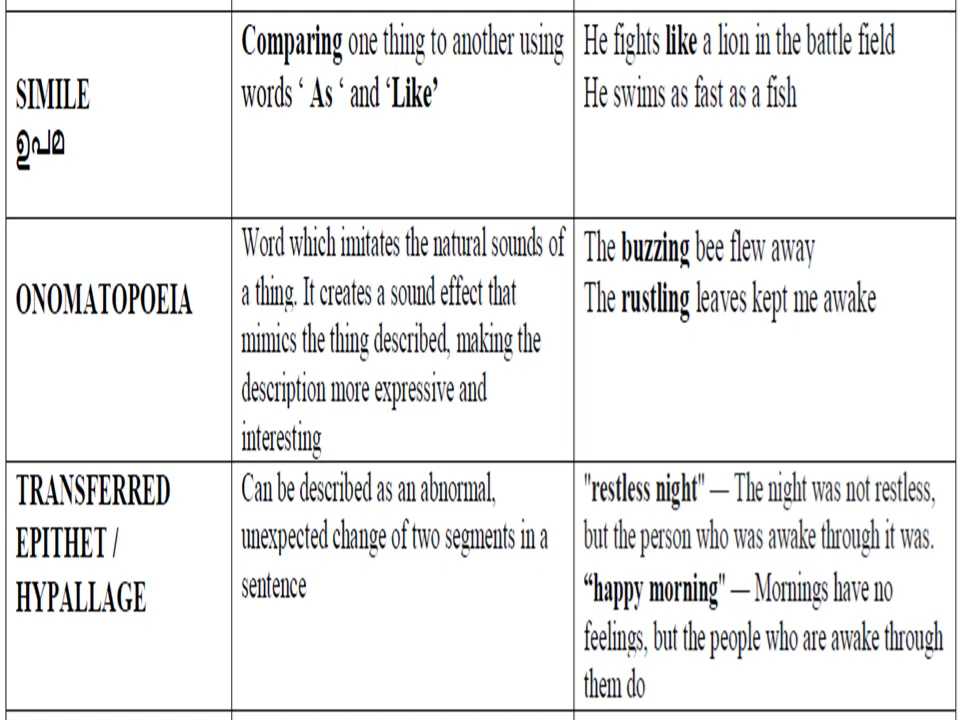 SIMILE
ഉപമ
Comparing one thing to another using
words ‘ As ‘ and ‘Like’
He fights like a lion in the battle field
He swims as fast as a fish
ONOMATOPOEIA
Word which imitates the natural sounds of
a thing. It creates a sound effect that
mimics the thing described, making the
description more expressive and
interesting
The buzzing bee flew away
The rustling leaves kept me awake
TRANSFERRED
EPITHET /
HYPALLAGE
Can be described as an abnormal,
unexpected change of two segments in a
sentence
"restless night" — The night was not restless,
but the person who was awake through it was.
“happy morning" — Mornings have no
feelings, but the people who are awake through
them do